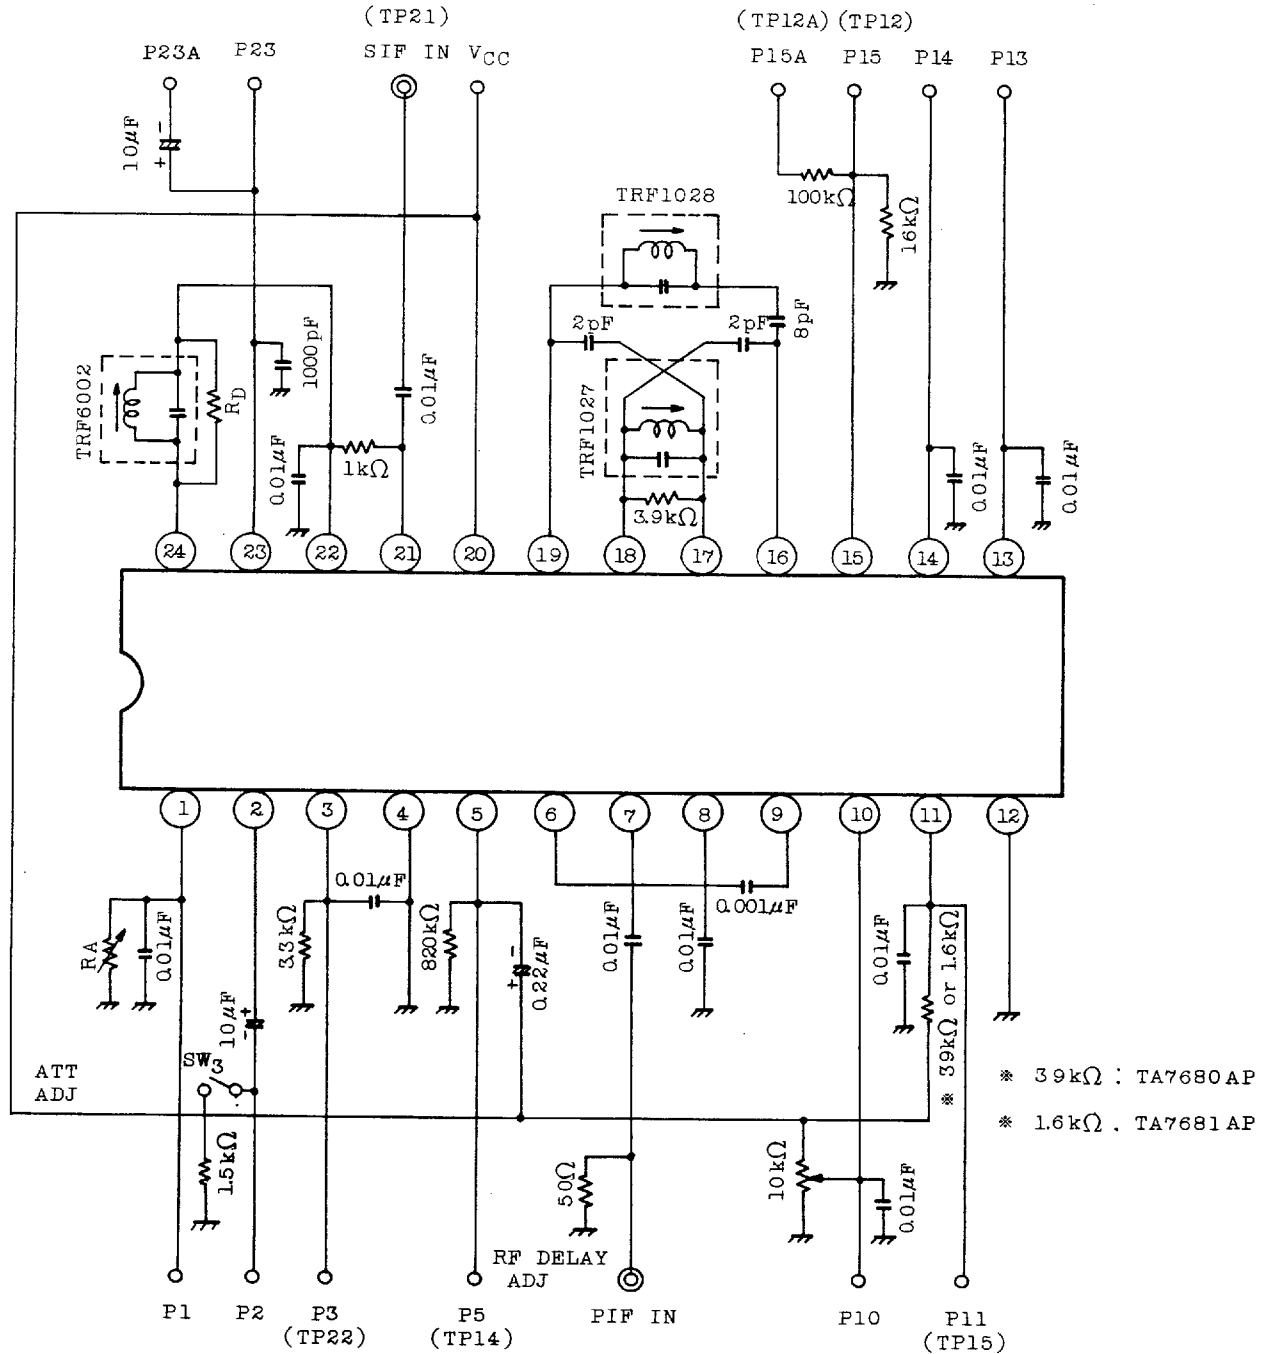 (TP21)
(TP12A) (TP12)
P23A P23 SIF IN VCC P15A P15 P14 P13
10μF
- +
TRF1028
100kΩ
16kΩ
8pF
2pF 2pF
TRF6002
RD
1000pF
0.01μF
0.01μF
1kΩ
TRF1027
3.9kΩ
0.01μF
0.01μF
24 23 22 21 20 19 18 17 16 15 14 13
1 2 3 4 5 6 7 8 9 10 11 12
RA
0.01μF
10μF
- +
3.3kΩ
0.01μF
820kΩ
- +
0.22μF
0.01μF
0.01μF
0.001μF
0.01μF
※ 39kΩ or 1.6kΩ
SW3
ATT
ADJ
1.5kΩ
※ 39kΩ : TA7680AP
※ 1.6kΩ . TA7681AP
50Ω
10kΩ
0.01μF
RF DELAY
ADJ
P1 P2 P3 P5 PIF IN P10 P11
(TP22) (TP14) (TP15)